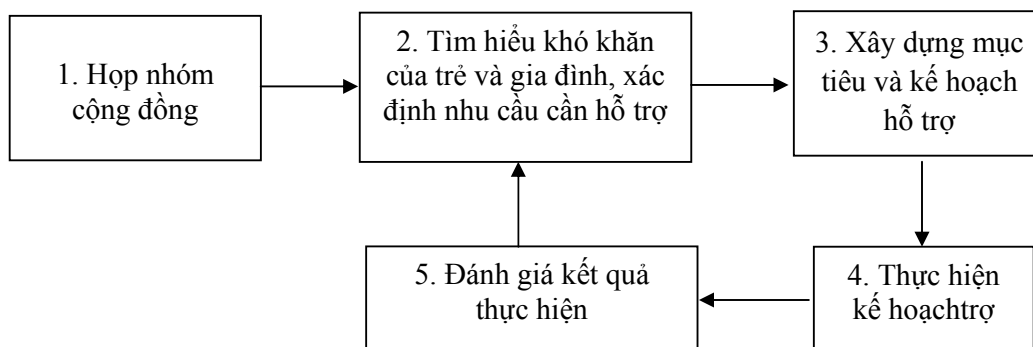 1. Họp nhóm
cộng đồng
2. Tìm hiểu khó khăn
của trẻ và gia đình, xác
định nhu cầu cần hỗ trợ
3. Xây dựng mục
tiêu và kế hoạch
hỗ trợ
4. Thực hiện
kế hoạchtrợ
5. Đánh giá kết quả
thực hiện